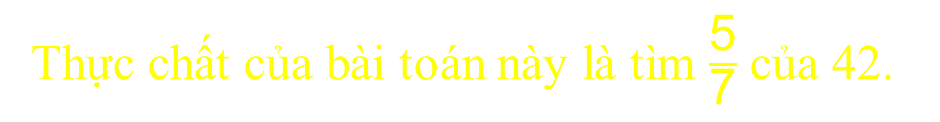 Thực chất của bài toán này là tìm 5/7 của 42.